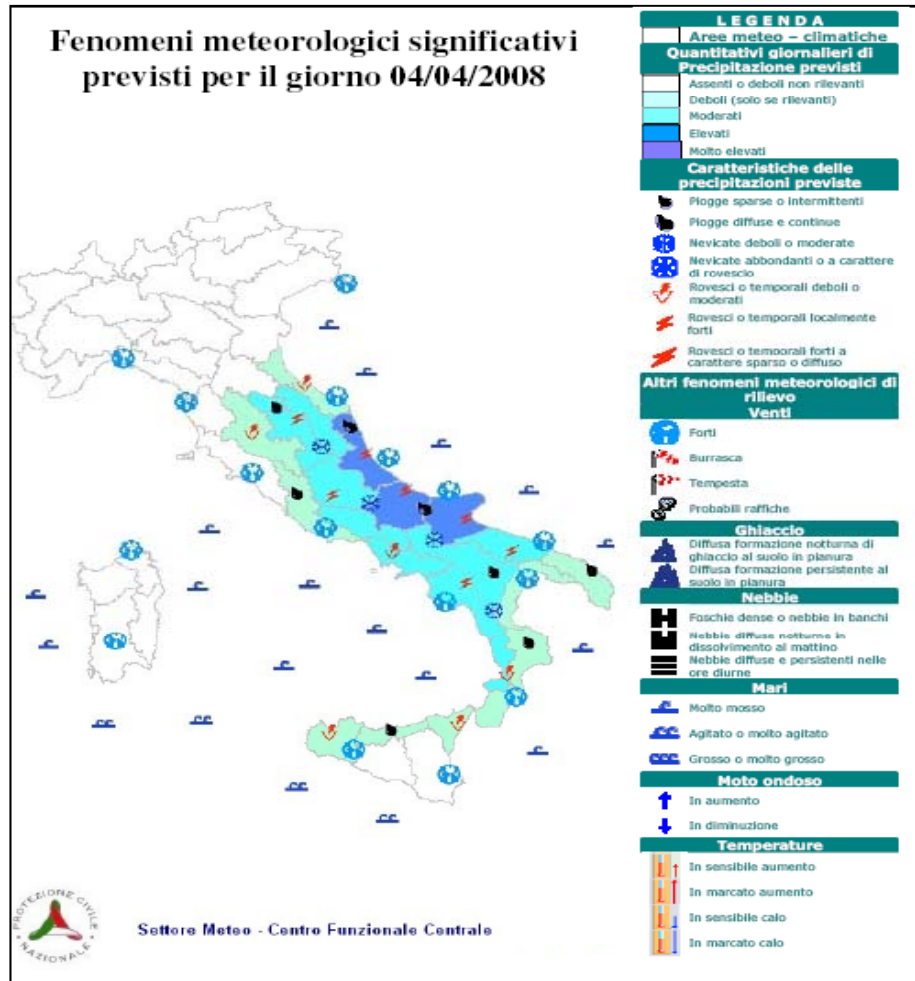 Fenomeni meteorologici significativi
previsti per il giorno 04/04/2008
LEGENDA
Aree meteo – climatiche
Quantitativi giornalieri di
Precipitazione previsti
Assenti o deboli non rilevanti
Deboli (solo se rilevanti)
Moderati
Elevati
Molto elevati
Caratteristiche delle
precipitazioni previste
Piogge sparse o intermittenti
Piogge diffuse e continue
Nevicate deboli o moderate
Nevicate abbondanti o a carattere
di rovescio
Rovesci o temporali deboli o
moderati
Rovesci o temporali localmente
forti
Rovesci o temporali forti a
carattere sparso o diffuso
Altri fenomeni meteorologici di
rilievo
Venti
Forti
Burrasca
Tempesta
Probabili raffiche
Ghiaccio
Diffusa formazione notturna di
ghiaccio al suolo in pianura
Diffusa formazione persistente al
suolo in pianura
Nebbie
Foschie dense o nebbie in banchi
Nebbie diffuse notturne in
dissolvimento al mattino
Nebbie diffuse e persistenti nelle
ore diurne
Mari
Molto mosso
Agitato o molto agitato
Grosso o molto grosso
Moto ondoso
In aumento
In diminuzione
Temperature
In sensibile aumento
In marcato aumento
In sensibile calo
In marcato calo
PROTEZIONE CIVILE
NAZIONALE
Settore Meteo - Centro Funzionale Centrale